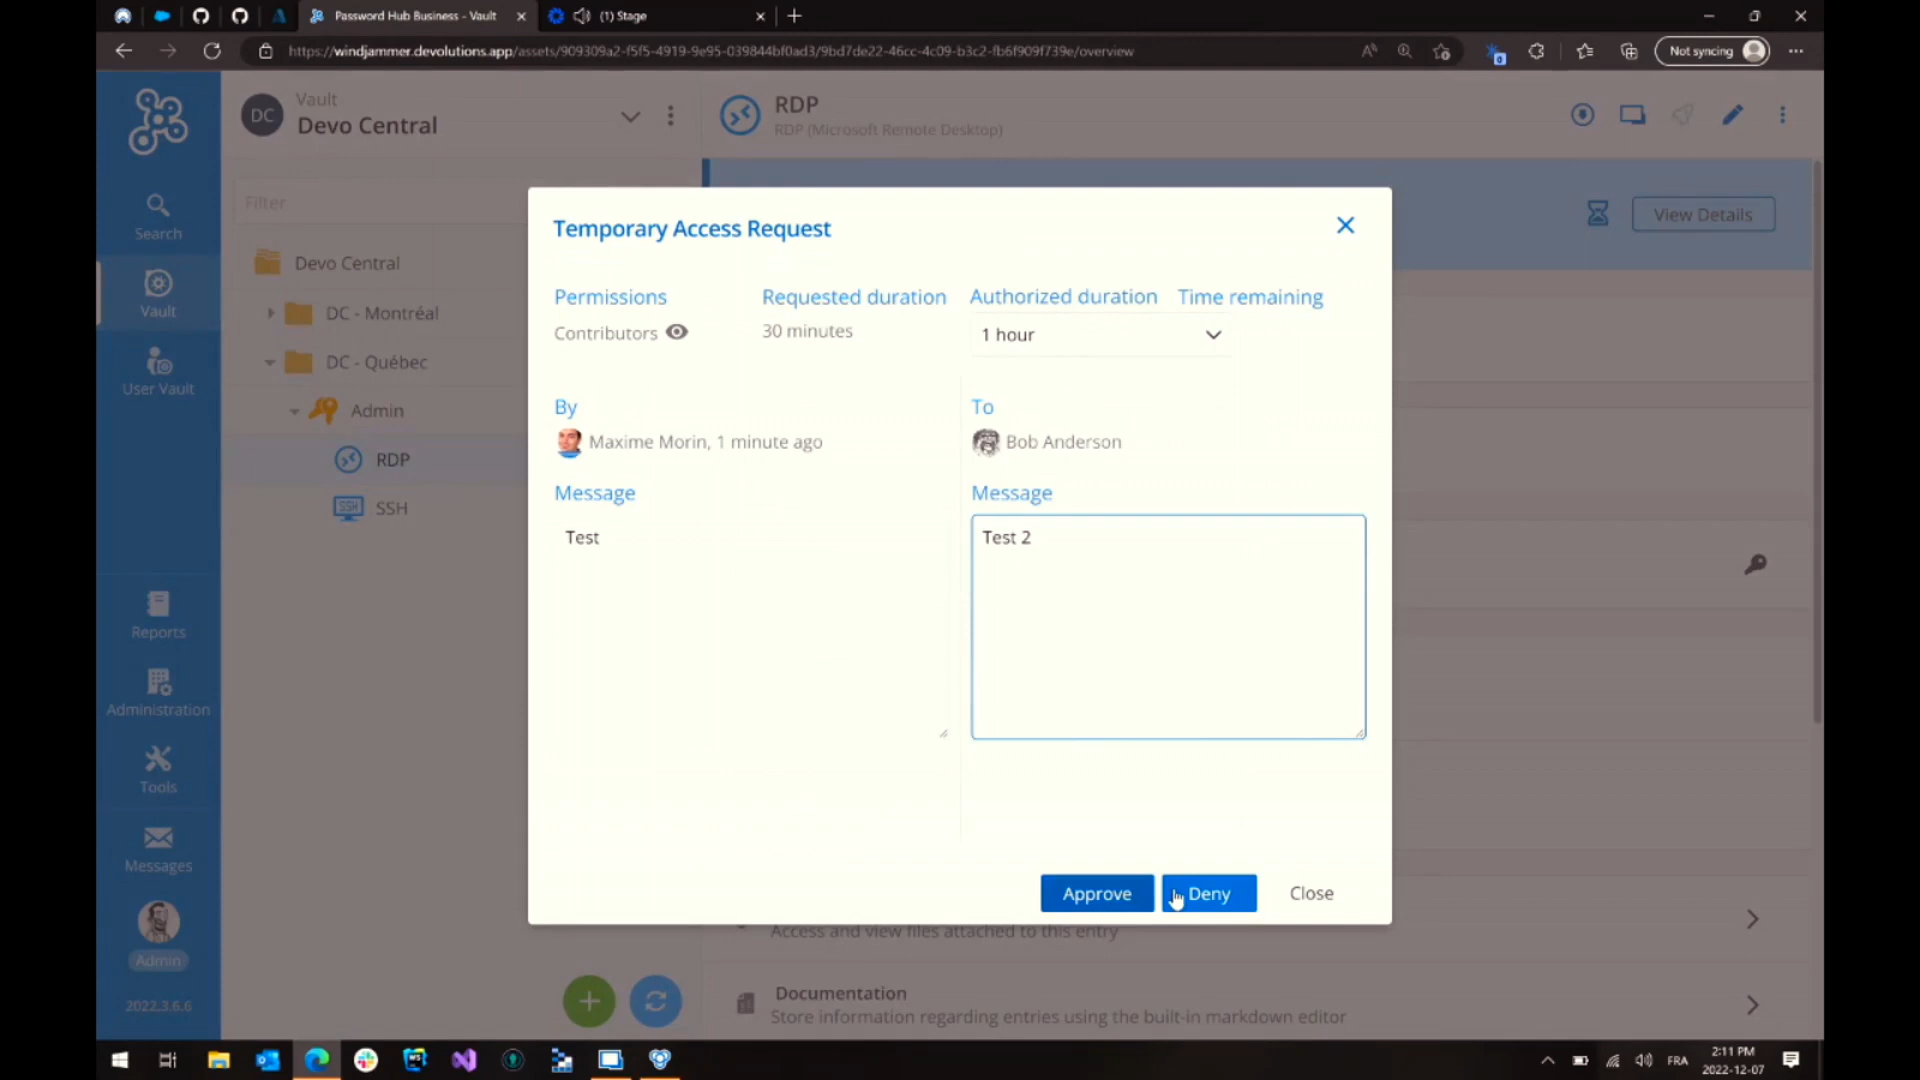 Password Hub Business - Vault
(1) Stage
https://windjammer.devolutions.app/assets/909309a2-f5f5-4919-9e95-039844bf0ad3/9bd7de22-46cc-4c09-b3c2-fb6f909f739e/overview
Not syncing
DC
Vault
Devo Central
RDP
RDP (Microsoft Remote Desktop)
Search
Vault
User Vault
Reports
Administration
Tools
Messages
Admin
2022.3.6.6
Filter
Devo Central
DC - Montréal
DC - Québec
Admin
RDP
SSH
SSH
View Details
Temporary Access Request
Permissions
Requested duration
Authorized duration
Time remaining
Contributors
30 minutes
1 hour
By
To
Maxime Morin, 1 minute ago
Bob Anderson
Message
Message
Test
Test 2
Approve
Deny
Close
Access and view files attached to this entry
Documentation
Store information regarding entries using the built-in markdown editor
FRA
2:11 PM
2022-12-07